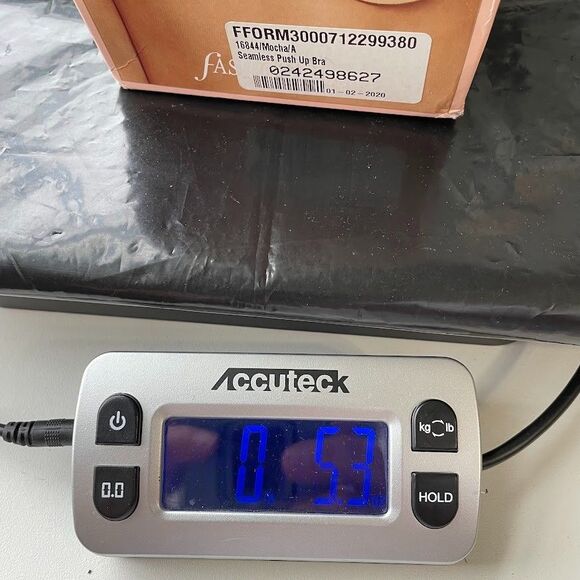 FFORM3000712299380
16844/Mocha/A
Seamless Push Up Bra
0242498627
01-02-2020
ACCUTECK
0. 53
kg lb
0.0
HOLD